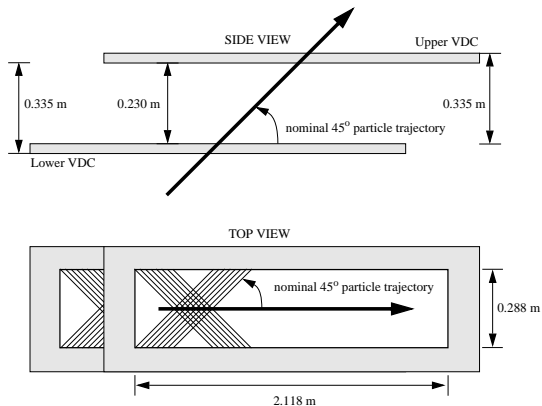 SIDE VIEW
Upper VDC
0.335 m
0.230 m
0.335 m
nominal 45° particle trajectory
Lower VDC
TOP VIEW
nominal 45° particle trajectory
0.288 m
2.118 m